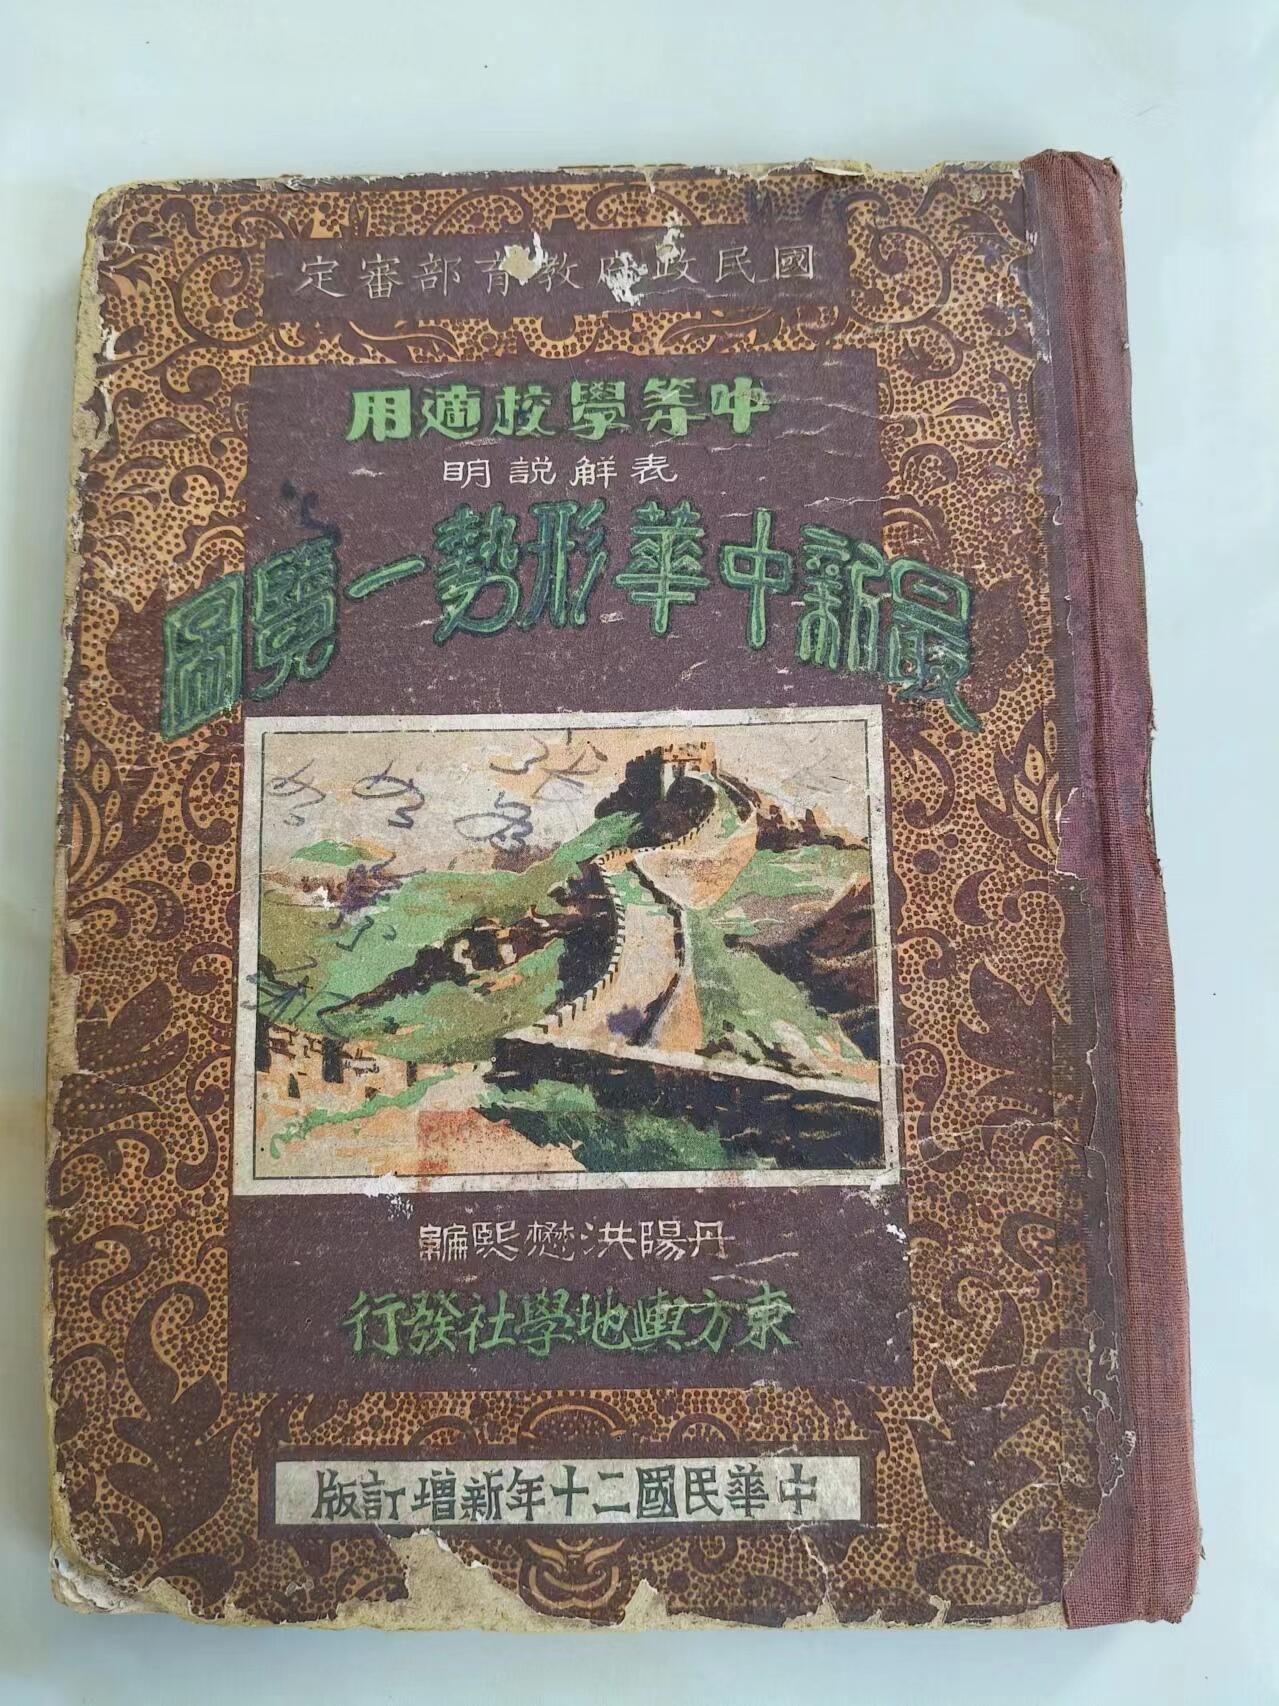 國民政府教育部審定
中等學校適用
表解説明
最新中華形勢一覽圖
丹陽洪懋熙編
東方輿地學社發行
中華民國二十年新增訂版